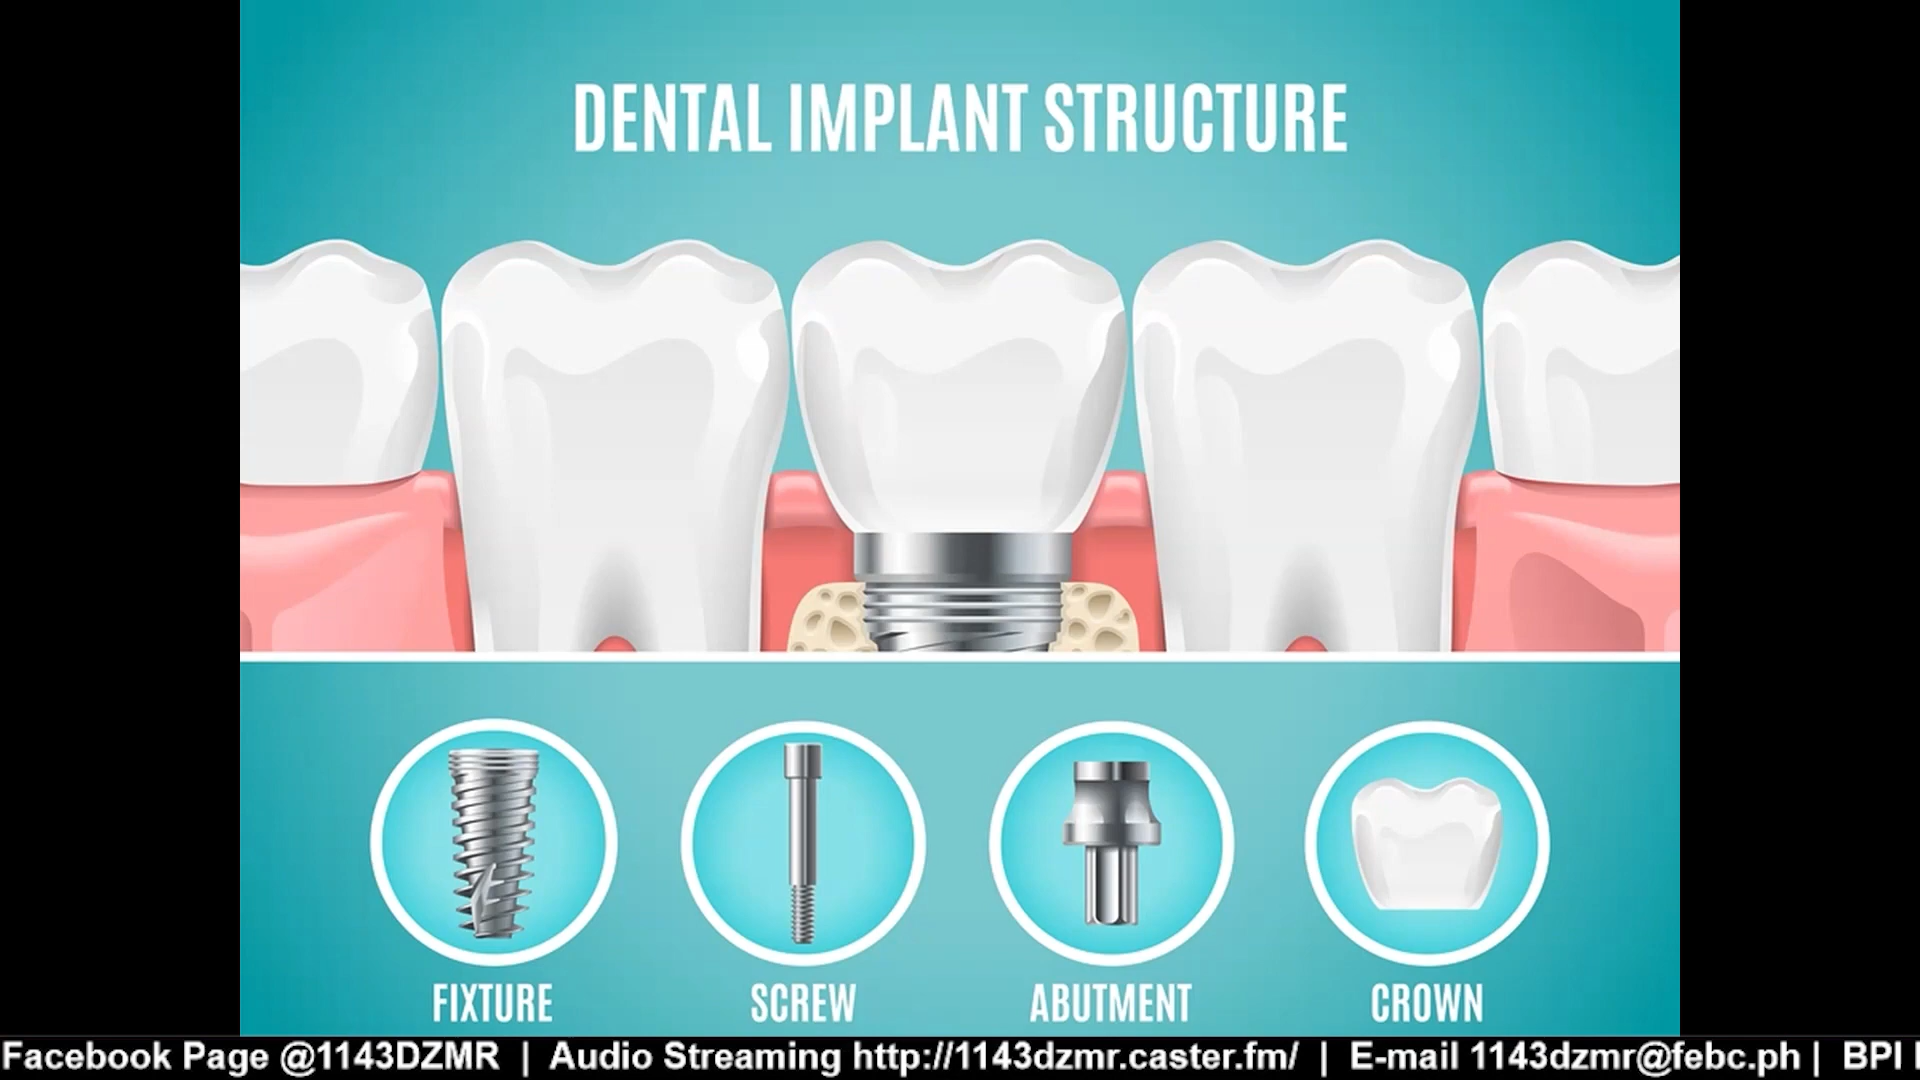 DENTAL IMPLANT STRUCTURE
FIXTURE
SCREW
ABUTMENT
CROWN
Facebook Page @1143DZMR | Audio Streaming http://1143dzmr.caster.fm/ | E-mail 1143dzmr@febc.ph | BPI